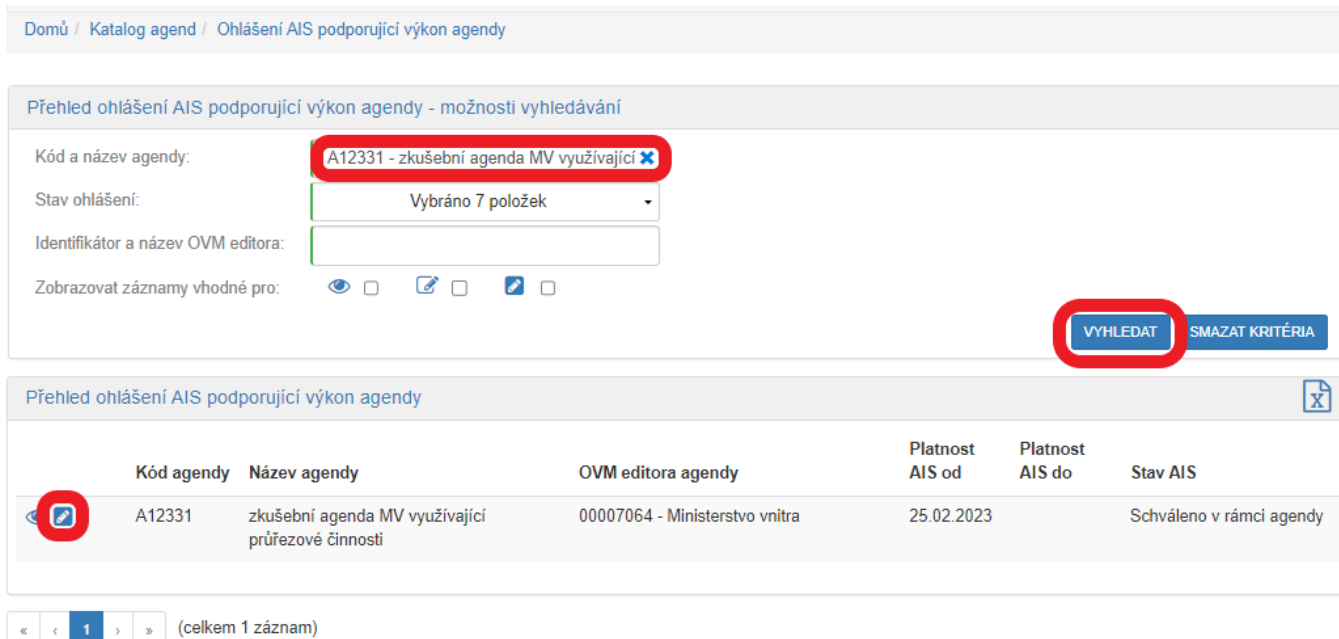 Domů / Katalog agend / Ohlášení AIS podporující výkon agendy
Přehled ohlášení AIS podporující výkon agendy - možnosti vyhledávání
Kód a název agendy: A12331 - zkušební agenda MV využívající
Stav ohlášení: Vybráno 7 položek
Identifikátor a název OVM editora:
Zobrazovat záznamy vhodné pro:
VYHLEDAT SMAZAT KRITÉRIA
Přehled ohlášení AIS podporující výkon agendy
Platnost Platnost
Kód agendy Název agendy OVM editora agendy AIS od AIS do Stav AIS
A12331 zkušební agenda MV využívající 00007064 - Ministerstvo vnitra 25.02.2023 Schváleno v rámci agendy
průřezové činnosti
« ‹ 1 › » (celkem 1 záznam)